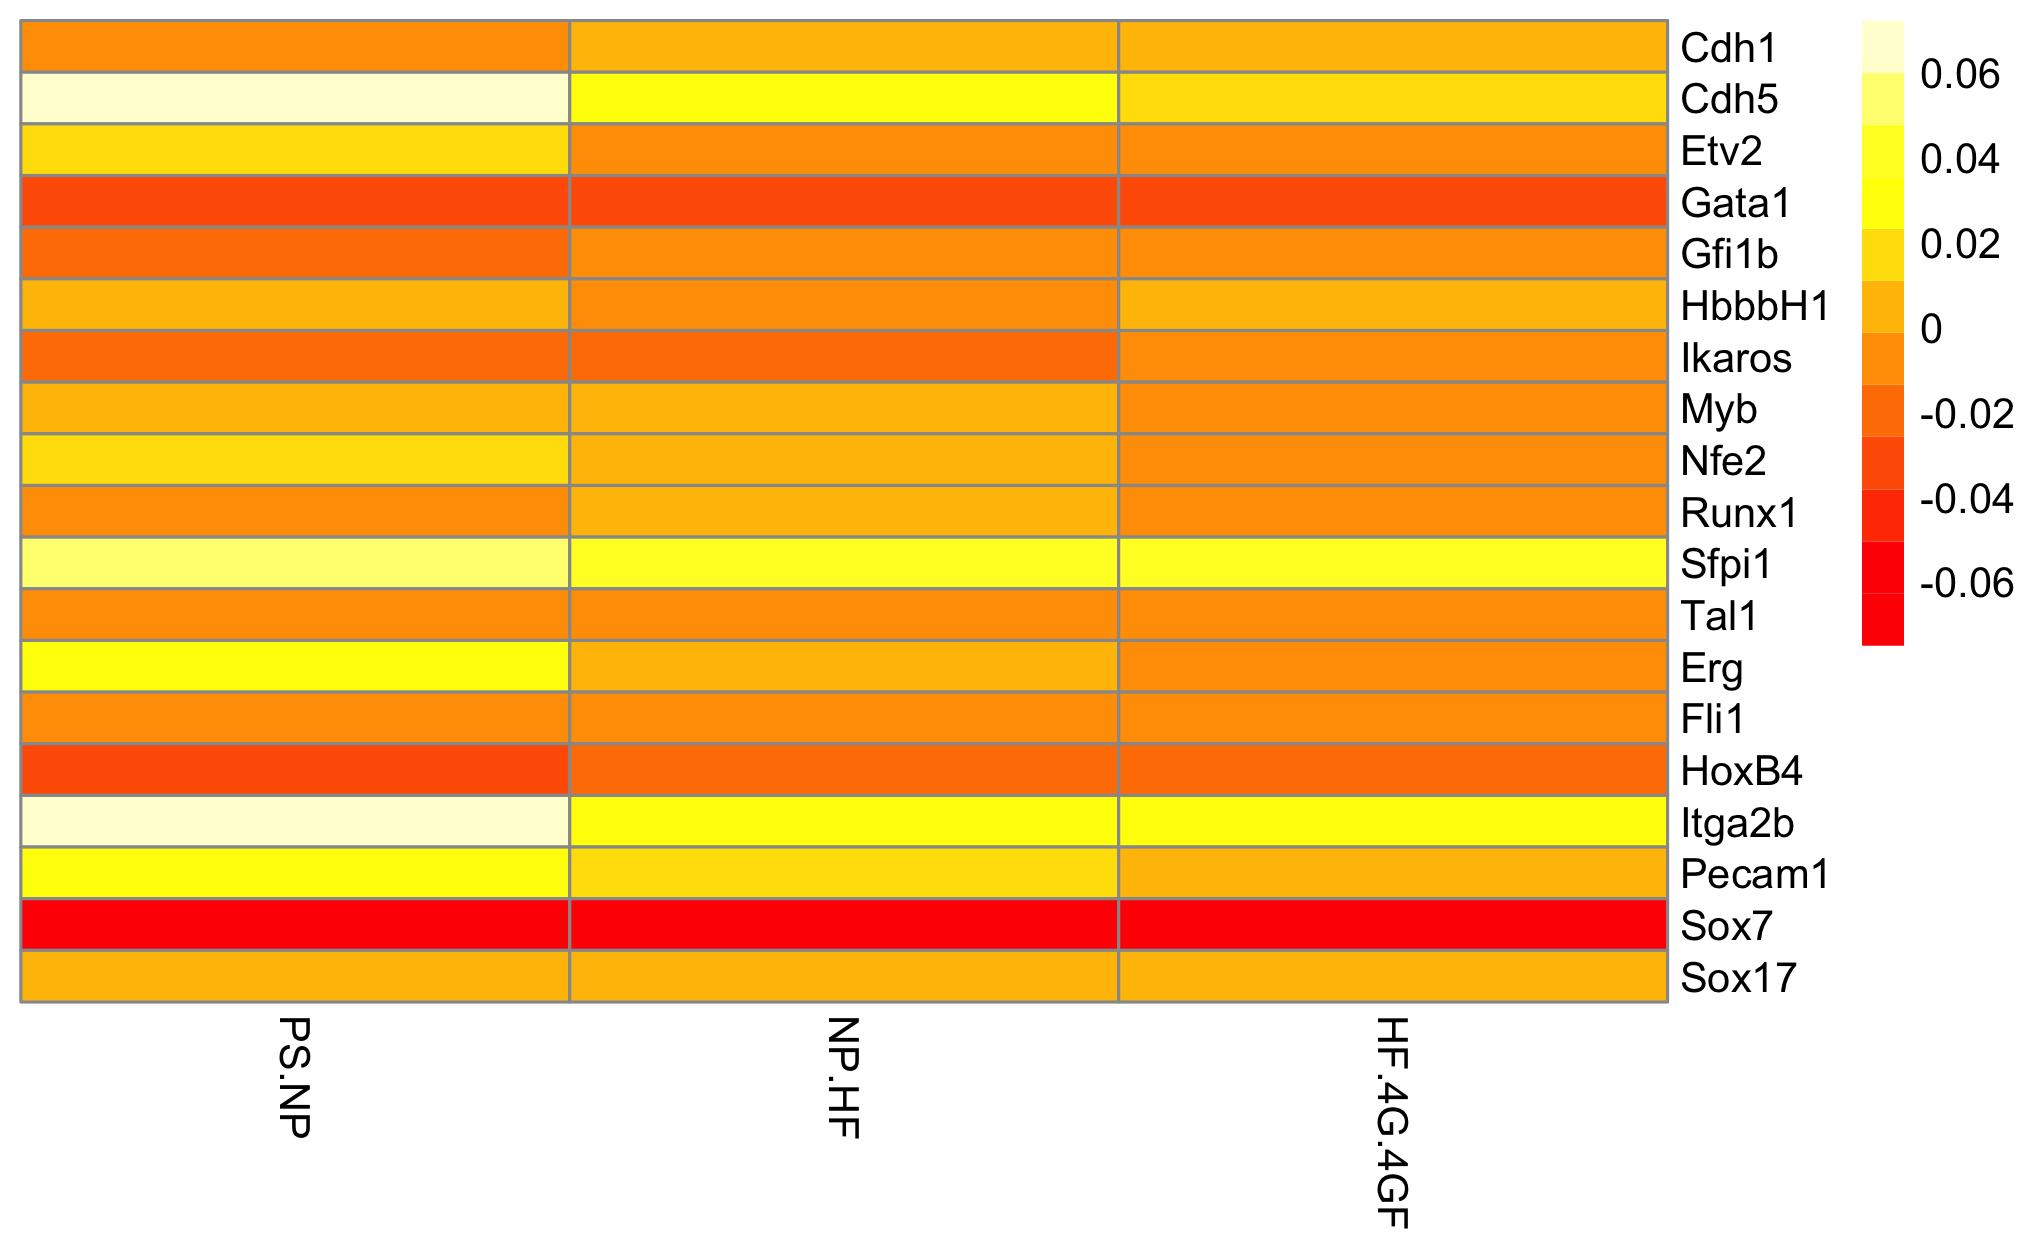 Cdh1
Cdh5
Etv2
Gata1
Gfi1b
HbbbH1
Ikaros
Myb
Nfe2
Runx1
Sfpi1
Tal1
Erg
Fli1
HoxB4
Itga2b
Pecam1
Sox7
Sox17
0.06
0.04
0.02
0
-0.02
-0.04
-0.06
PS.NP
NP.HF
HF.4G.4GF